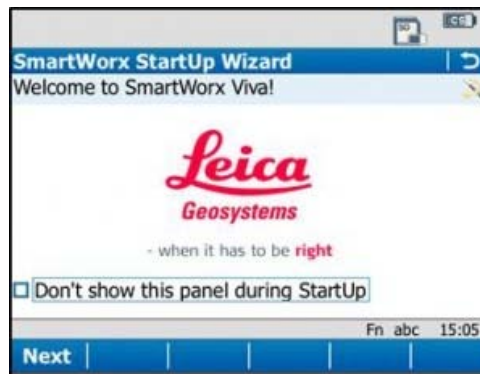 SmartWorx StartUp Wizard
Welcome to SmartWorx Viva!
Leica
Geosystems
- when it has to be right
Don't show this panel during StartUp
Fn abc 15:05
Next